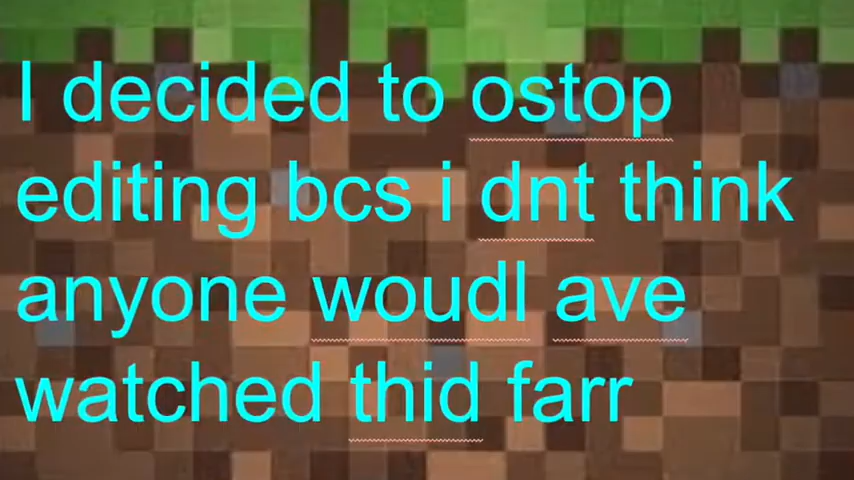 I decided to ostop
editing bcs i dnt think
anyone woudl ave
watched thid farr